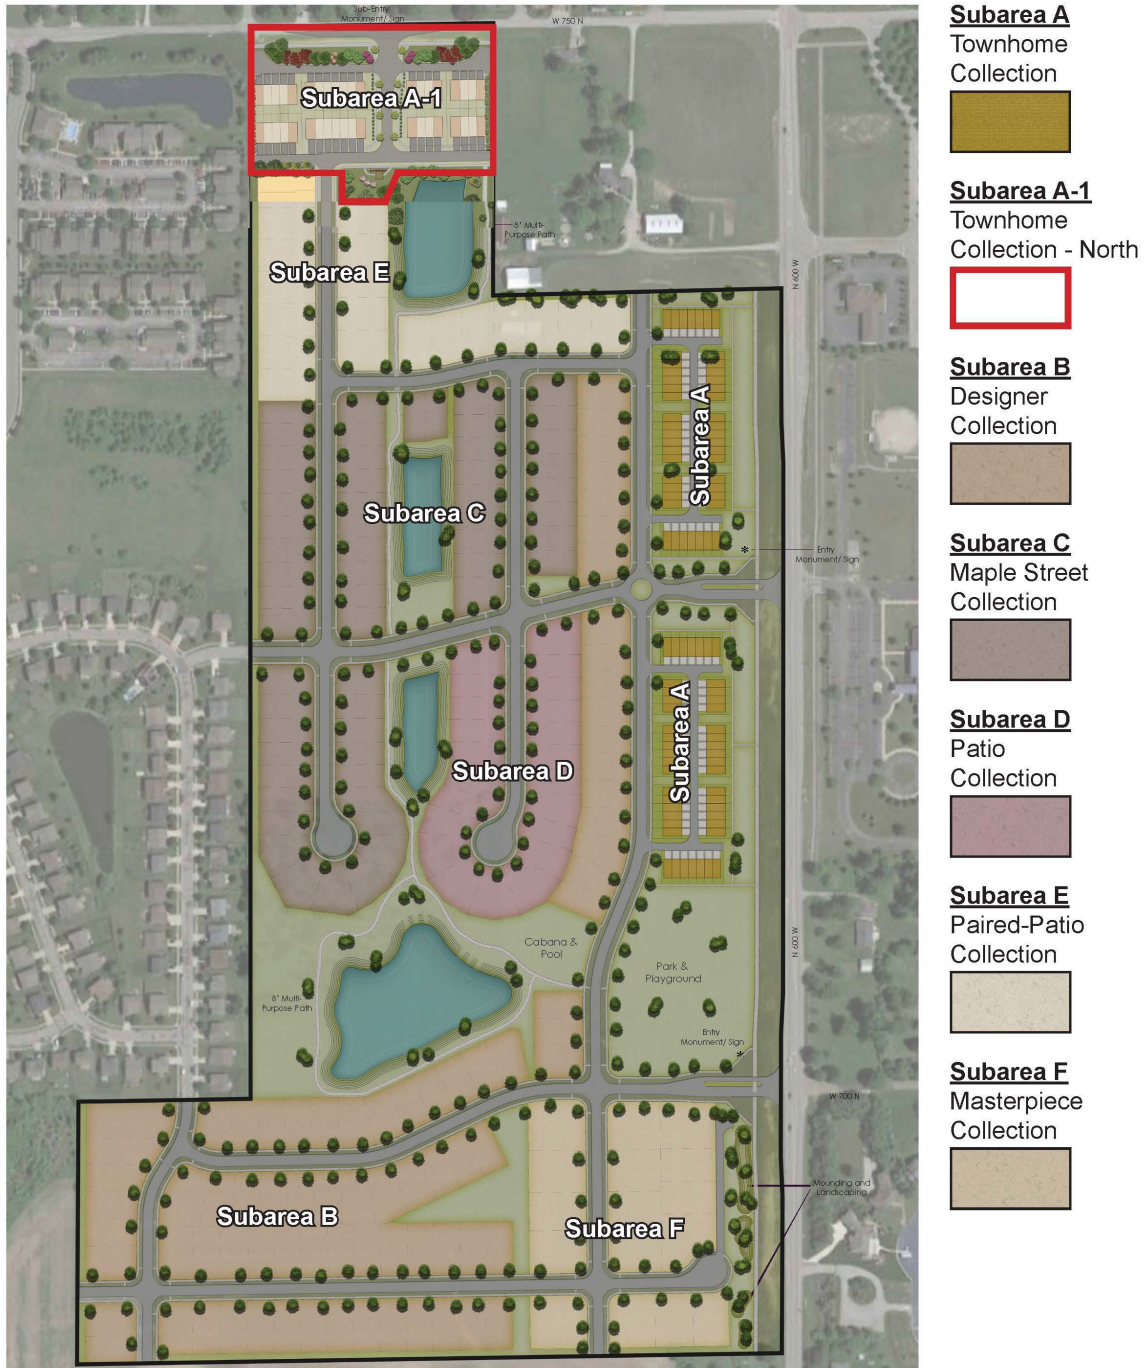 Sub-Entry
Monument/ Sign
W 750 N
Subarea A-1
8" Multi-
Purpose Path
Subarea E
N 600 W
Subarea A
Subarea C
*
Entry
Monument/ Sign
Subarea A
Subarea D
Cabana &
Pool
Park &
Playground
N 600 W
8" Multi-
Purpose Path
Entry
Monument/ Sign
*
W 700 N
Mounding and
Landscaping
Subarea B
Subarea F
Subarea A
Townhome
Collection
Subarea A-1
Townhome
Collection - North
Subarea B
Designer
Collection
Subarea C
Maple Street
Collection
Subarea D
Patio
Collection
Subarea E
Paired-Patio
Collection
Subarea F
Masterpiece
Collection